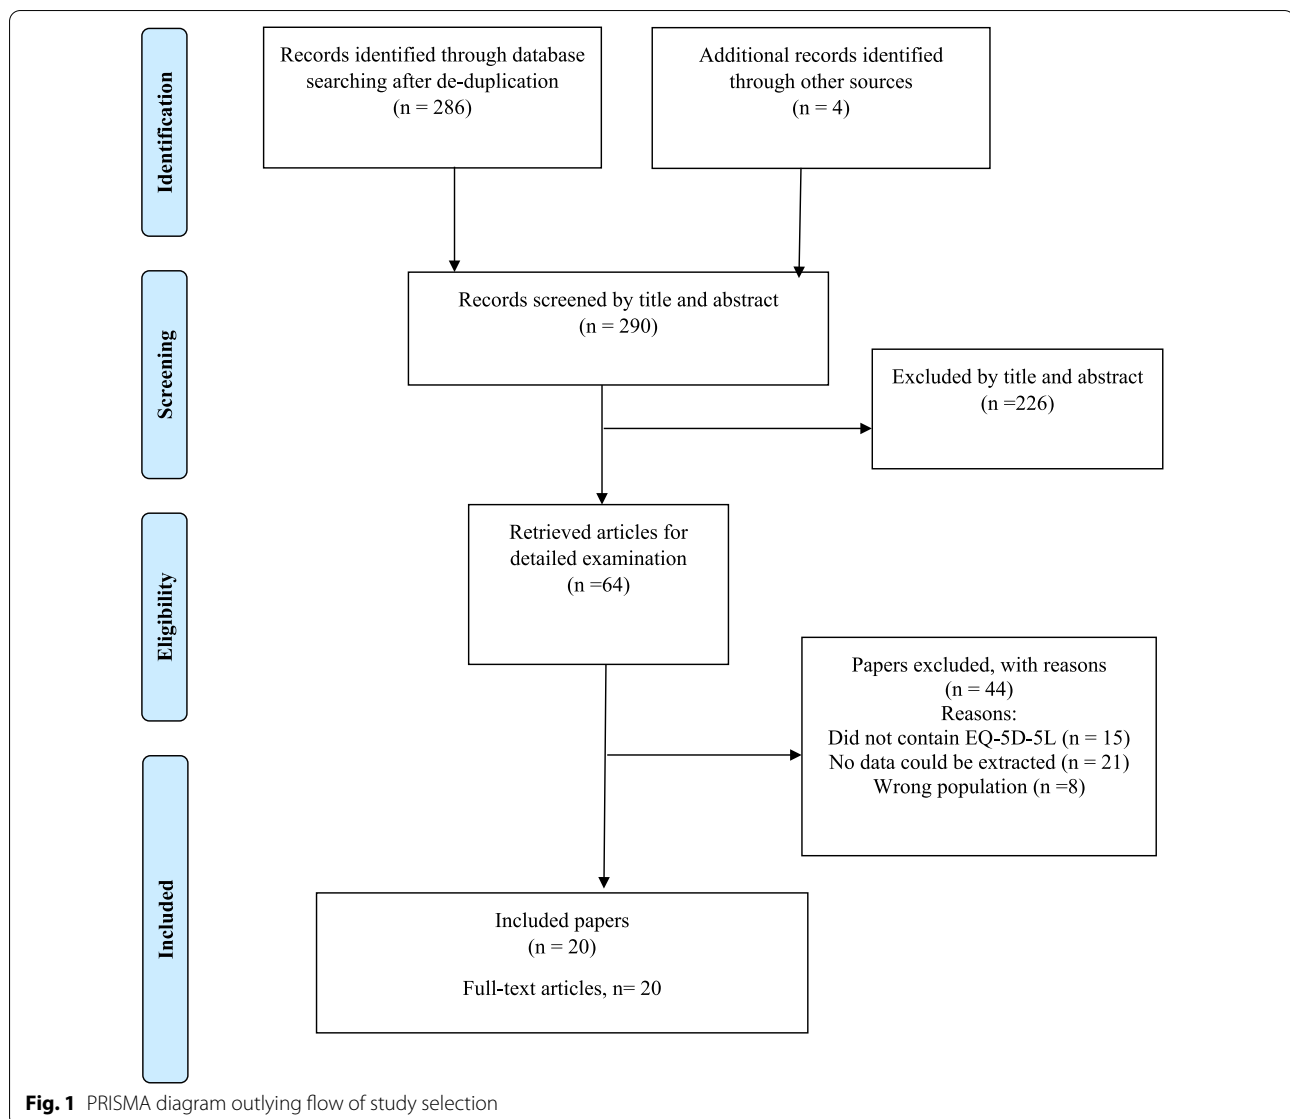 Identification
Records identified through database
searching after de-duplication
(n = 286)
Additional records identified
through other sources
(n = 4)
Screening
Records screened by title and abstract
(n = 290)
Excluded by title and abstract
(n =226)
Eligibility
Retrieved articles for
detailed examination
(n =64)
Papers excluded, with reasons
(n = 44)
Reasons:
Did not contain EQ-5D-5L (n = 15)
No data could be extracted (n = 21)
Wrong population (n =8)
Included
Included papers
(n = 20)
Full-text articles, n= 20
Fig. 1 PRISMA diagram outlying flow of study selection